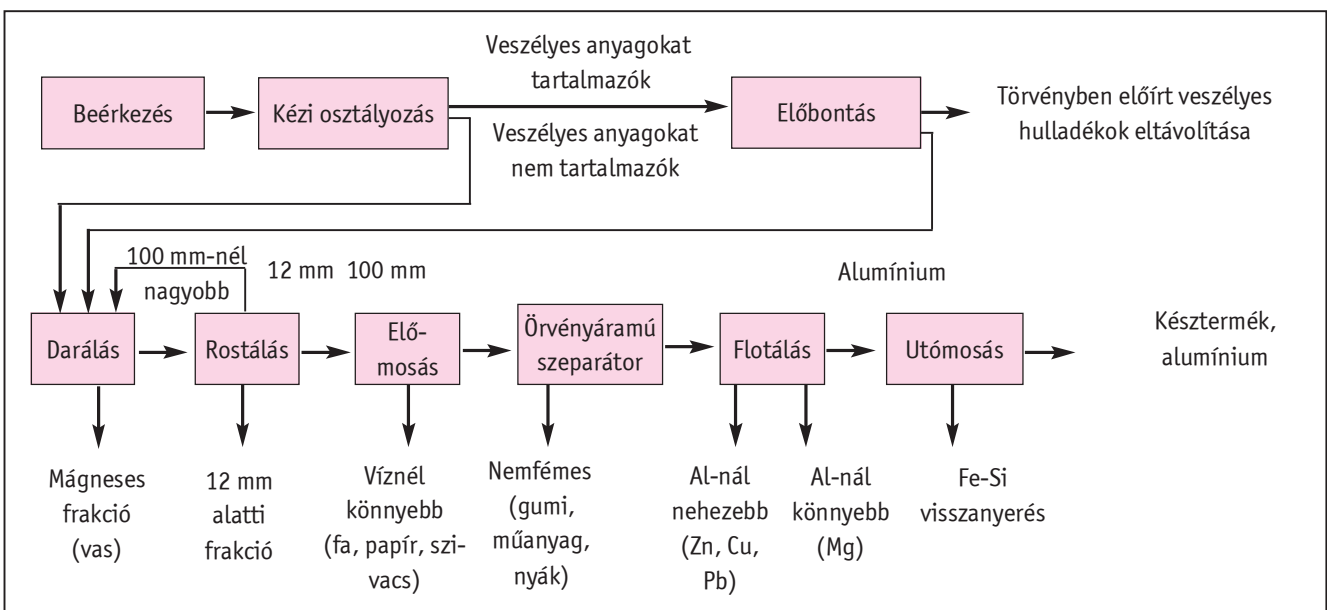 Veszélyes anyagokat
tartalmazók
Beérkezés
Kézi osztályozás
Előbontás
Törvényben előírt veszélyes
hulladékok eltávolítása
Veszélyes anyagokat
nem tartalmazók
100 mm-nél
nagyobb
12 mm 100 mm
Alumínium
Darálás
Rostálás
Elő-
mosás
Örvényáramú
szeparátor
Flotálás
Utómosás
Késztermék,
alumínium
Mágneses
frakció
(vas)
12 mm
alatti
frakció
Víznél
könnyebb
(fa, papír, szi-
vacs)
Nemfémes
(gumi,
műanyag,
nyák)
Al-nál
nehezebb
(Zn, Cu,
Pb)
Al-nál
könnyebb
(Mg)
Fe-Si
visszanyerés